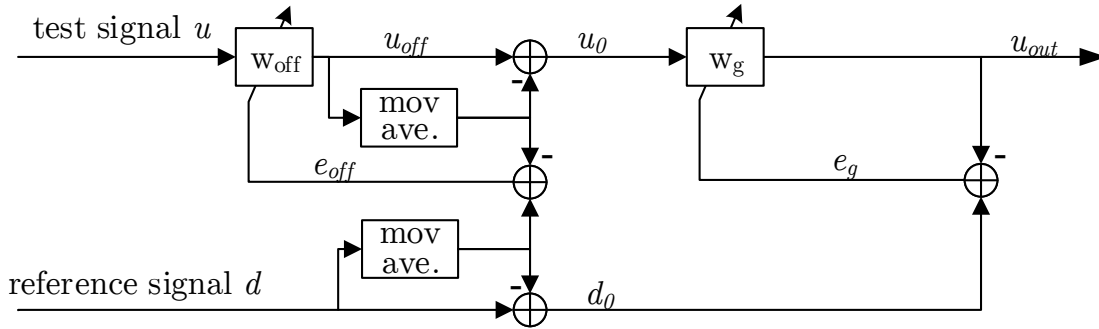 test signal u
w_off
u_off
u_0
w_g
u_out
-
mov
ave.
-
-
e_off
e_g
mov
ave.
-
reference signal d
d_0